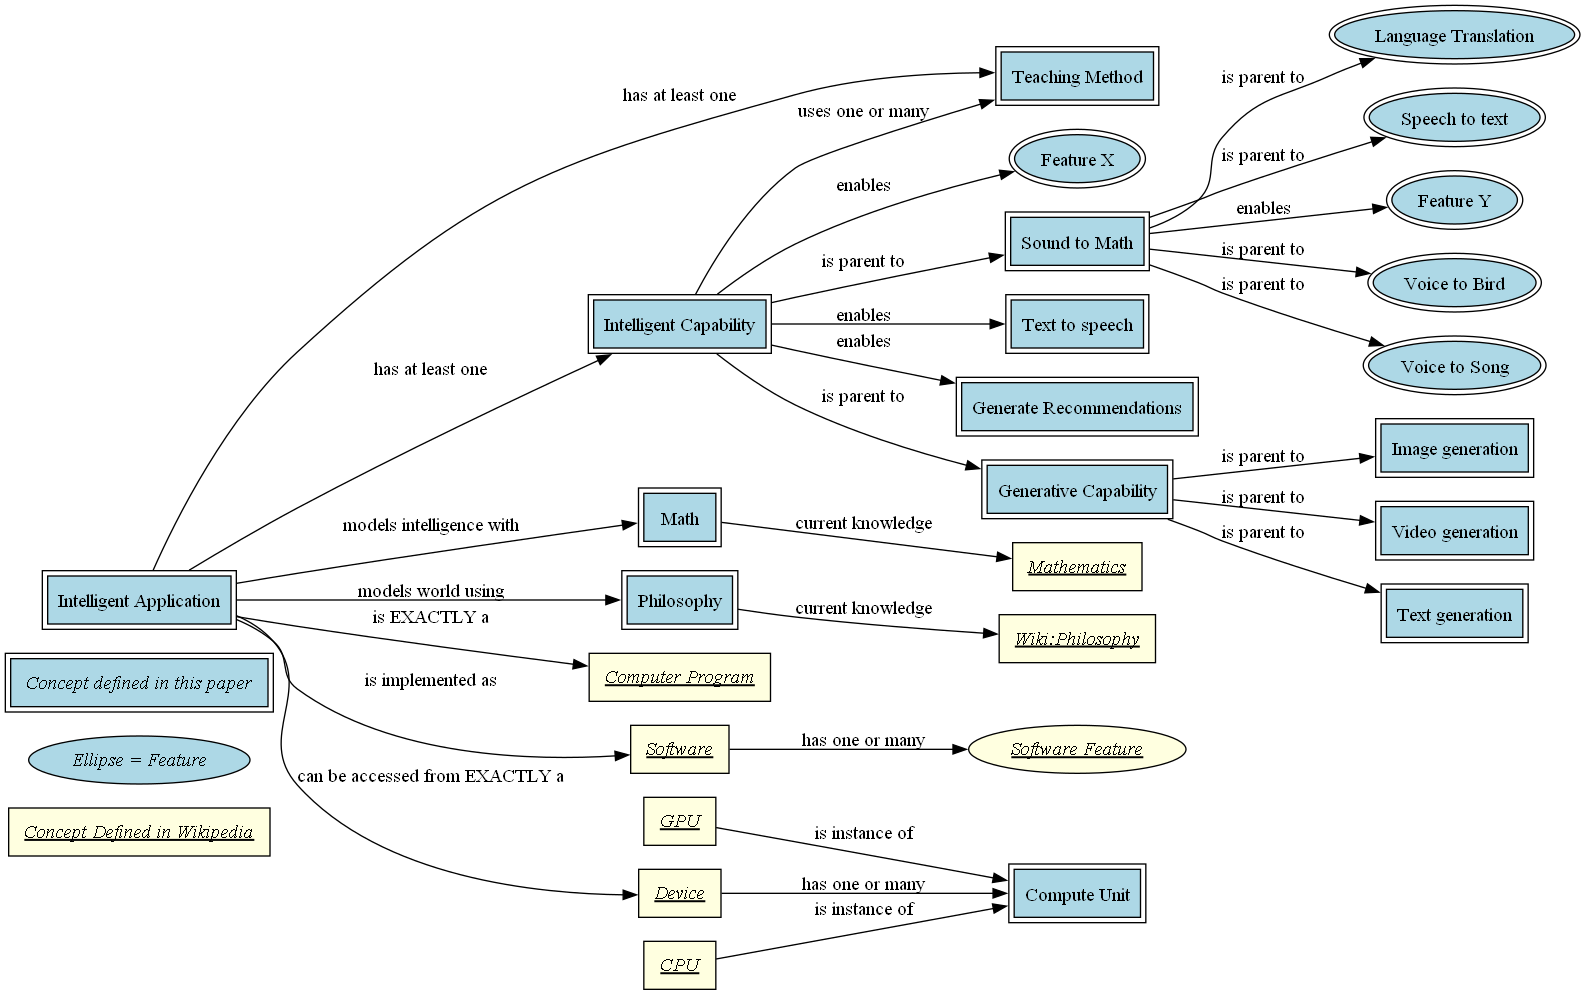 Language Translation
Teaching Method
is parent to
has at least one
uses one or many
Speech to text
is parent to
Feature X
enables
Feature Y
enables
Sound to Math
is parent to
is parent to
Voice to Bird
is parent to
Intelligent Capability
enables
Text to speech
enables
Voice to Song
has at least one
is parent to
Generate Recommendations
Image generation
is parent to
Generative Capability
is parent to
Math
models intelligence with
current knowledge
Video generation
is parent to
Mathematics
models world using
Intelligent Application
Philosophy
current knowledge
Text generation
is EXACTLY a
Wiki:Philosophy
Concept defined in this paper
is implemented as
Computer Program
Ellipse = Feature
Software
has one or many
Software Feature
can be accessed from EXACTLY a
Concept Defined in Wikipedia
GPU
is instance of
Device
has one or many
Compute Unit
is instance of
CPU